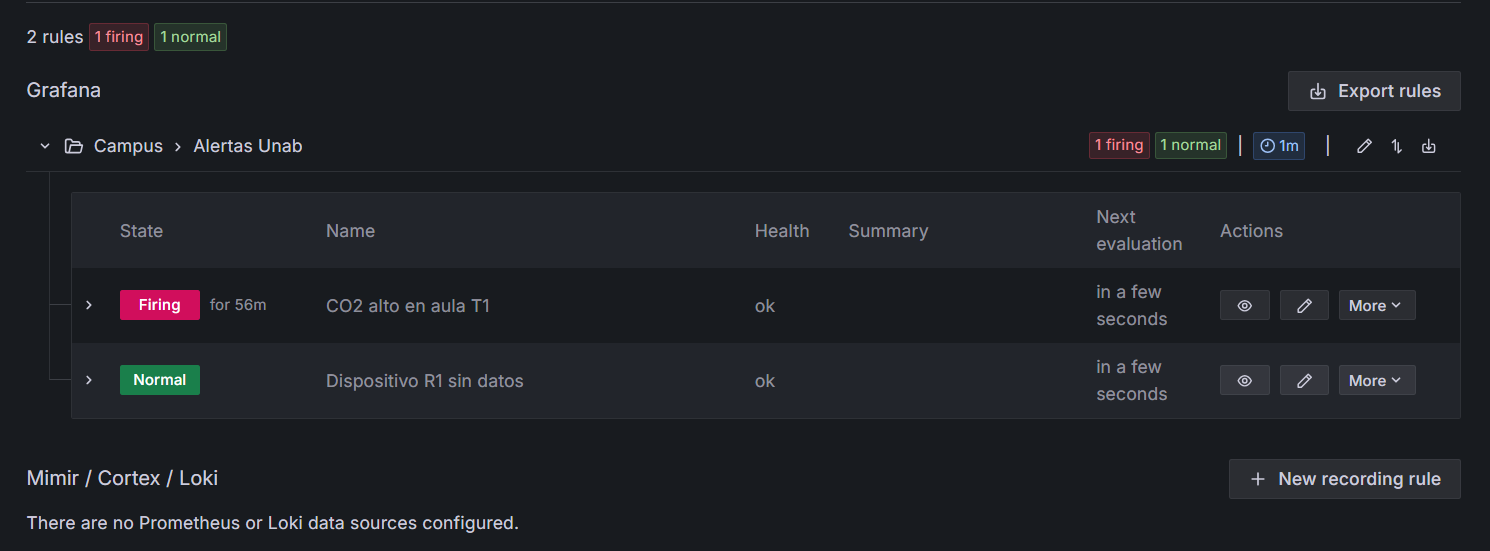 2 rules 1 firing 1 normal
Grafana
Export rules
Campus > Alertas Unab 1 firing 1 normal | 1m |
State Name Health Summary Next evaluation Actions
Firing for 56m CO2 alto en aula T1 ok in a few seconds More
Normal Dispositivo R1 sin datos ok in a few seconds More
Mimir / Cortex / Loki
+ New recording rule
There are no Prometheus or Loki data sources configured.